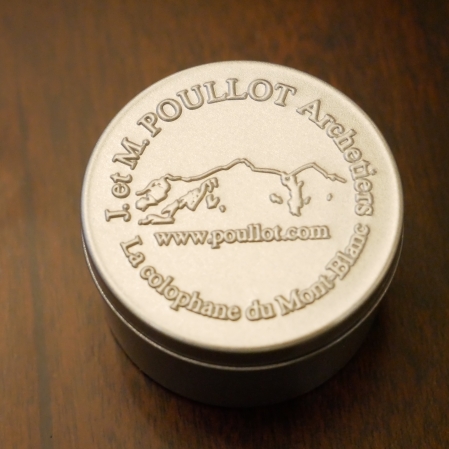 J. et M. POULLOT Archetiers
www.poullot.com
La colophane du Mont-Blanc